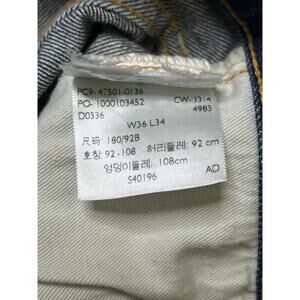 PC9- 47501-0136
PO- 1000103452 CW- 1314
D0336 4983
W36 L34
尺码: 180/92B
호칭: 92 -108 허리둘레: 92 cm
엉덩이둘레: 108cm
S40196 AD